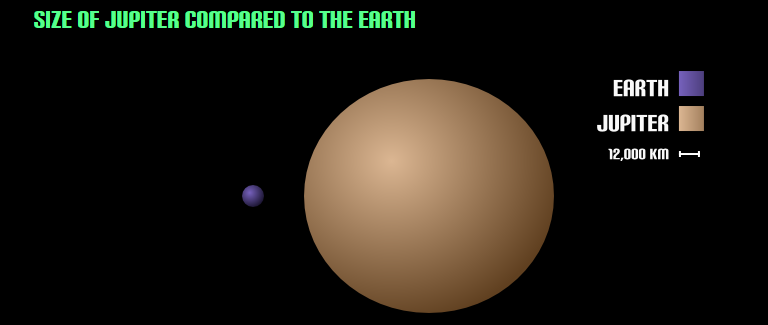 SIZE OF JUPITER COMPARED TO THE EARTH
EARTH
JUPITER
12,000 KM